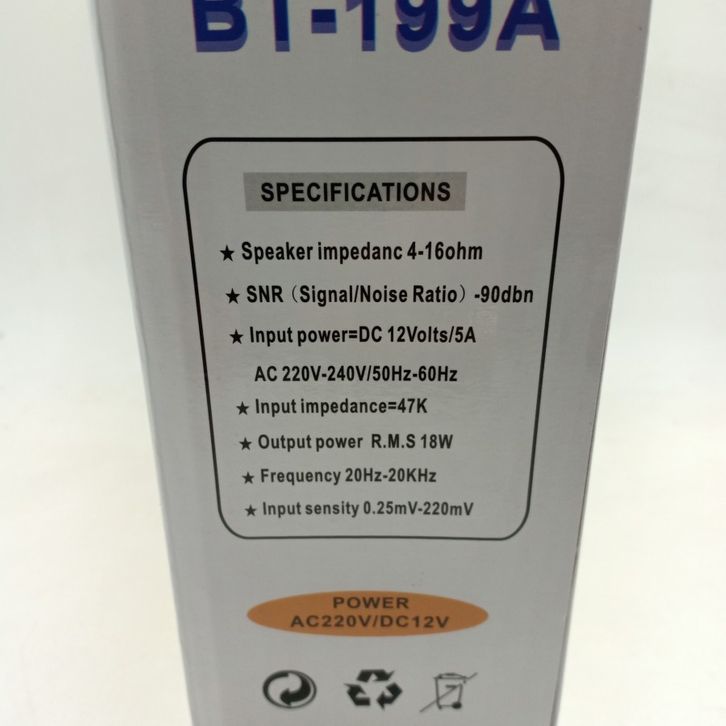 BT-199A
SPECIFICATIONS
★ Speaker impedanc 4-16ohm
★ SNR（Signal/Noise Ratio）-90dbn
★ Input power=DC 12Volts/5A
AC 220V-240V/50Hz-60Hz
★ Input impedance=47K
★ Output power R.M.S 18W
★ Frequency 20Hz-20KHz
★ Input sensity 0.25mV-220mV
POWER
AC220V/DC12V